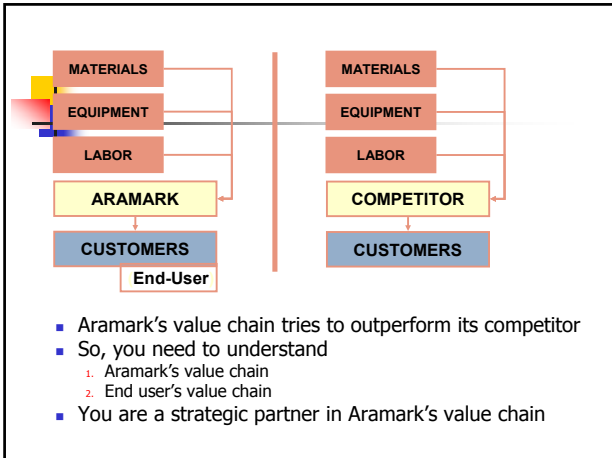 MATERIALS
EQUIPMENT
LABOR
ARAMARK
CUSTOMERS
End-User
MATERIALS
EQUIPMENT
LABOR
COMPETITOR
CUSTOMERS
Aramark’s value chain tries to outperform its competitor
So, you need to understand
1. Aramark’s value chain
2. End user’s value chain
You are a strategic partner in Aramark’s value chain